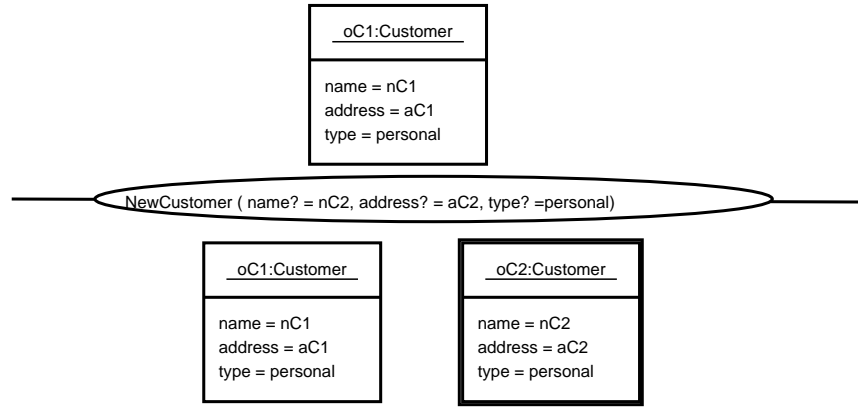 oC1:Customer
name = nC1
address = aC1
type = personal
NewCustomer ( name? = nC2, address? = aC2, type? =personal)
oC1:Customer
name = nC1
address = aC1
type = personal
oC2:Customer
name = nC2
address = aC2
type = personal